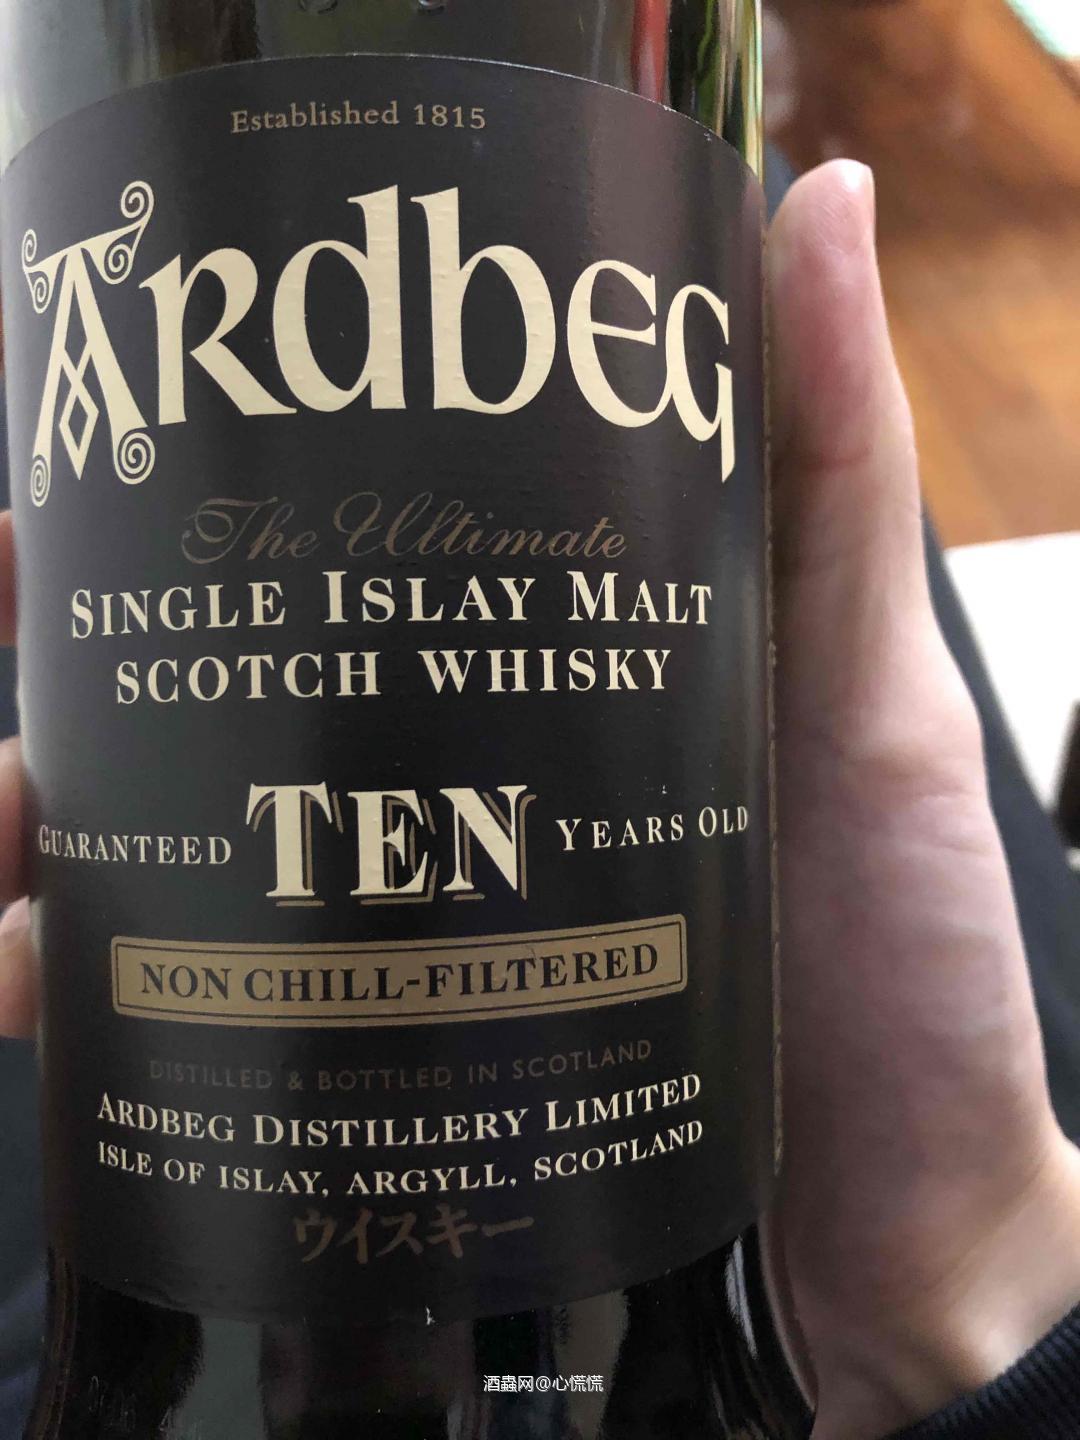 Established 1815
Ardbeg
The Ultimate
SINGLE ISLAY MALT
SCOTCH WHISKY
GUARANTEED TEN YEARS OLD
NON CHILL-FILTERED
DISTILLED & BOTTLED IN SCOTLAND
ARDBEG DISTILLERY LIMITED
ISLE OF ISLAY, ARGYLL, SCOTLAND
ウイスキー
酒蟲网@心慌慌